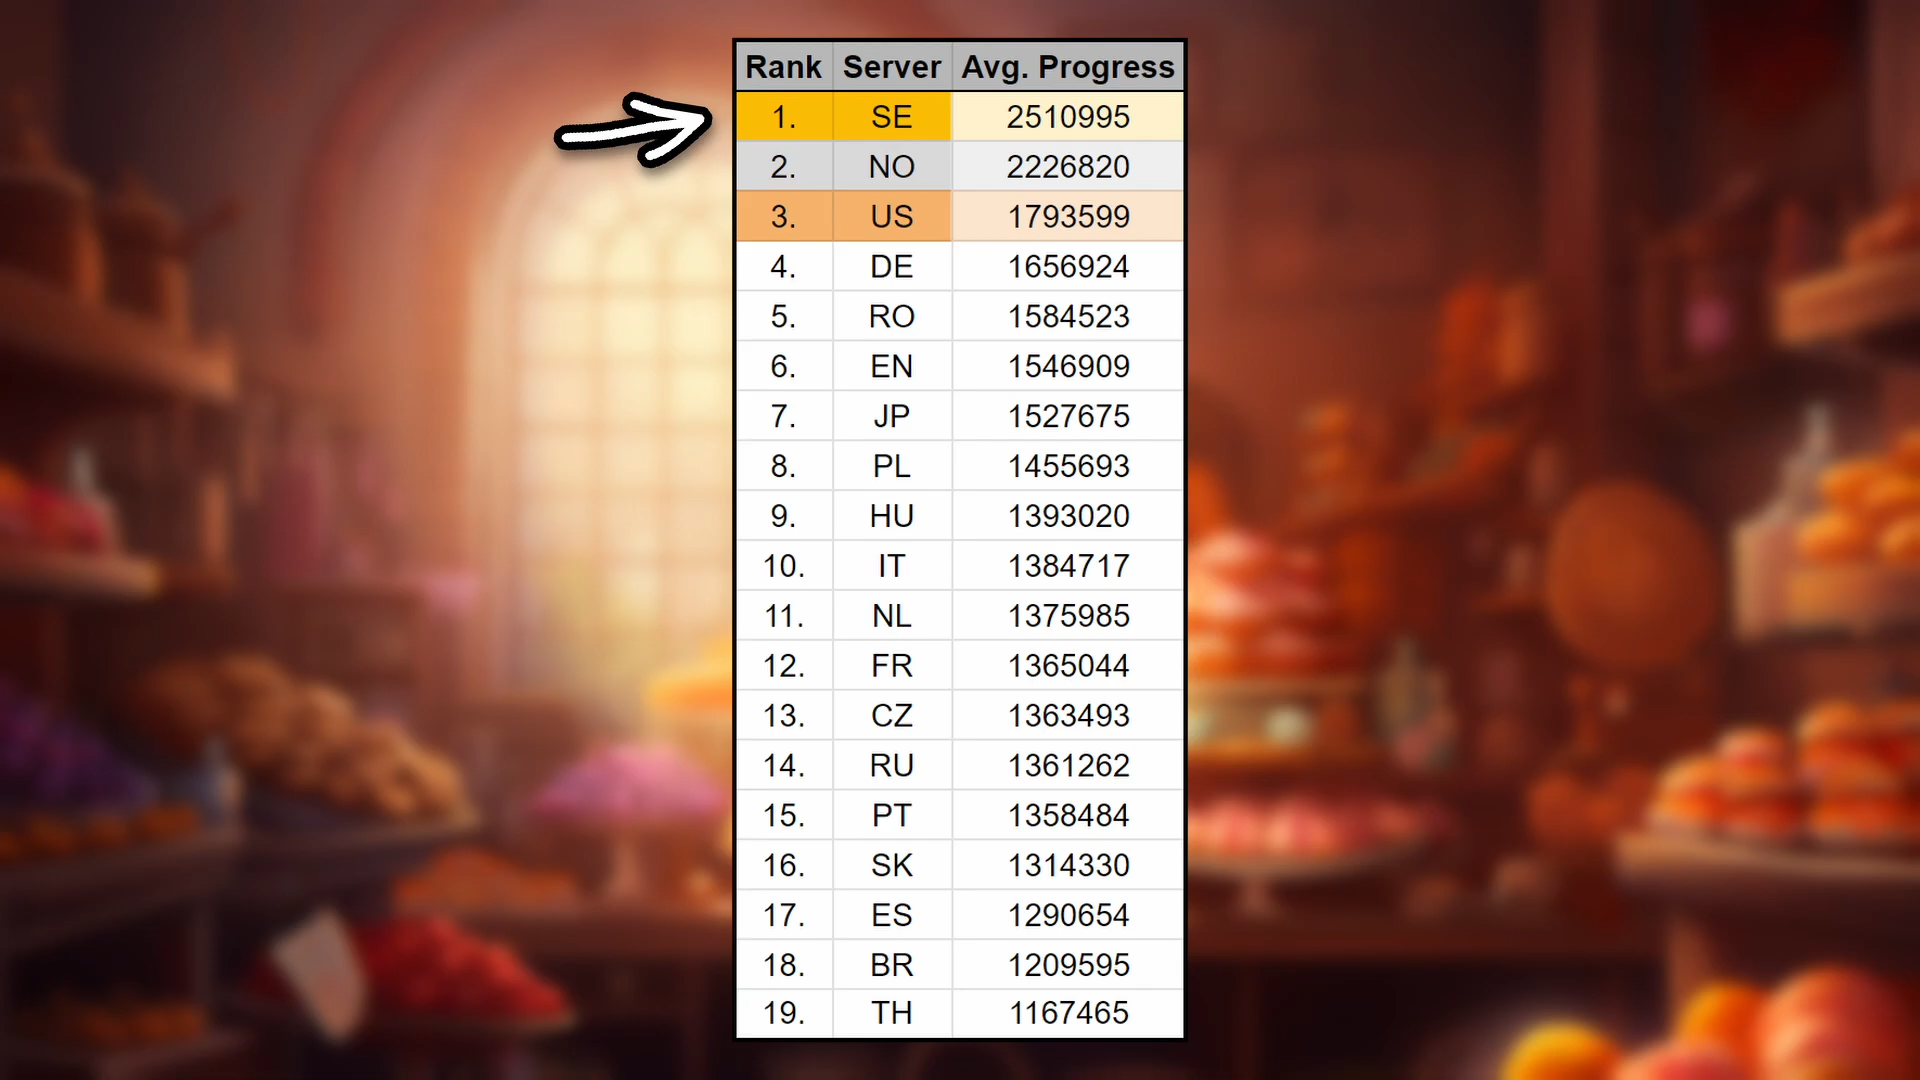 Rank Server Avg. Progress
1. SE 2510995
2. NO 2226820
3. US 1793599
4. DE 1656924
5. RO 1584523
6. EN 1546909
7. JP 1527675
8. PL 1455693
9. HU 1393020
10. IT 1384717
11. NL 1375985
12. FR 1365044
13. CZ 1363493
14. RU 1361262
15. PT 1358484
16. SK 1314330
17. ES 1290654
18. BR 1209595
19. TH 1167465